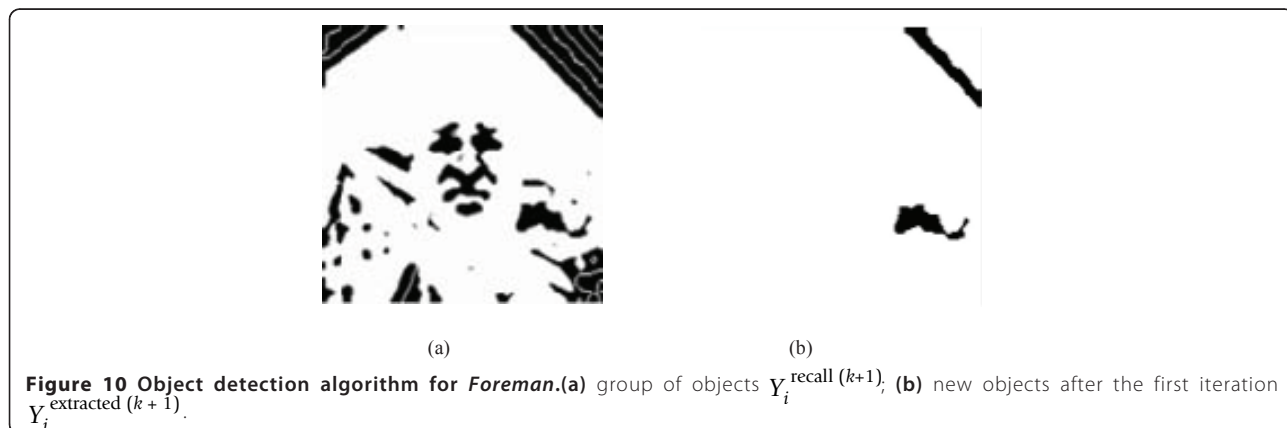 (a) (b)
Figure 10 Object detection algorithm for Foreman.(a) group of objects Y_i^recall (k+1); (b) new objects after the first iteration
Y_i^extracted (k + 1).